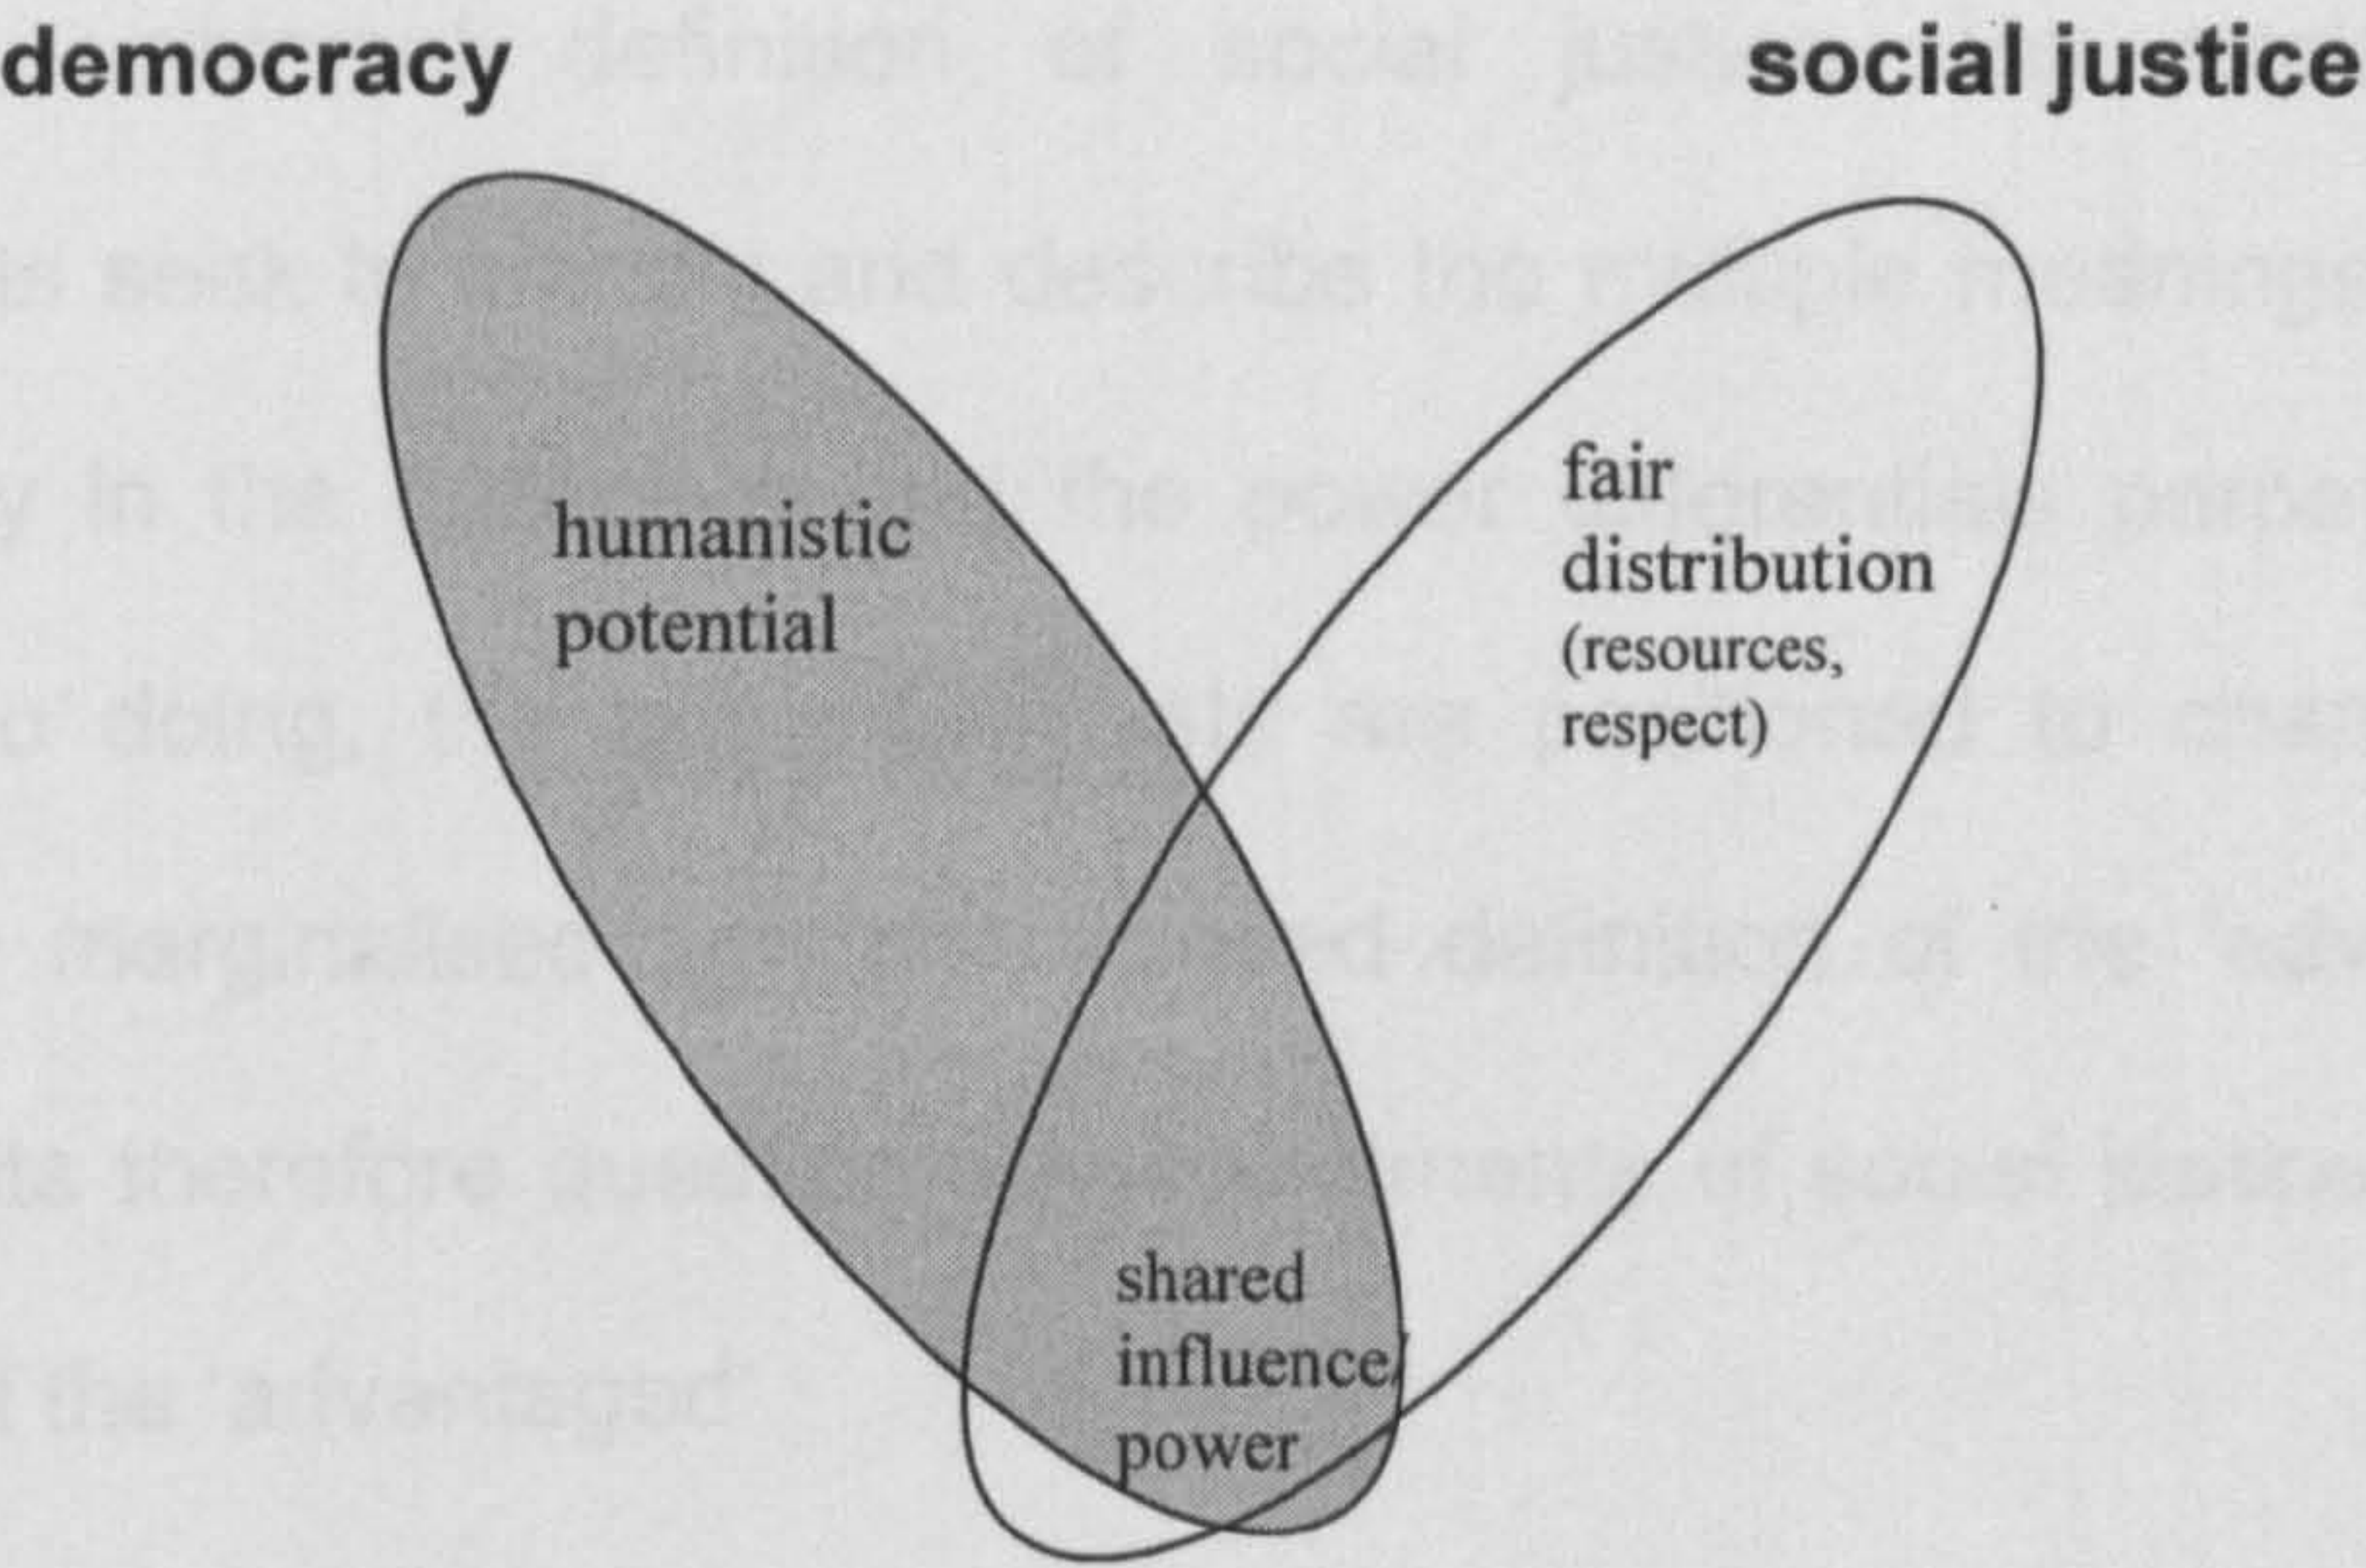 democracy
social justice
humanistic
potential
fair
distribution
(resources,
respect)
shared
influence/
power